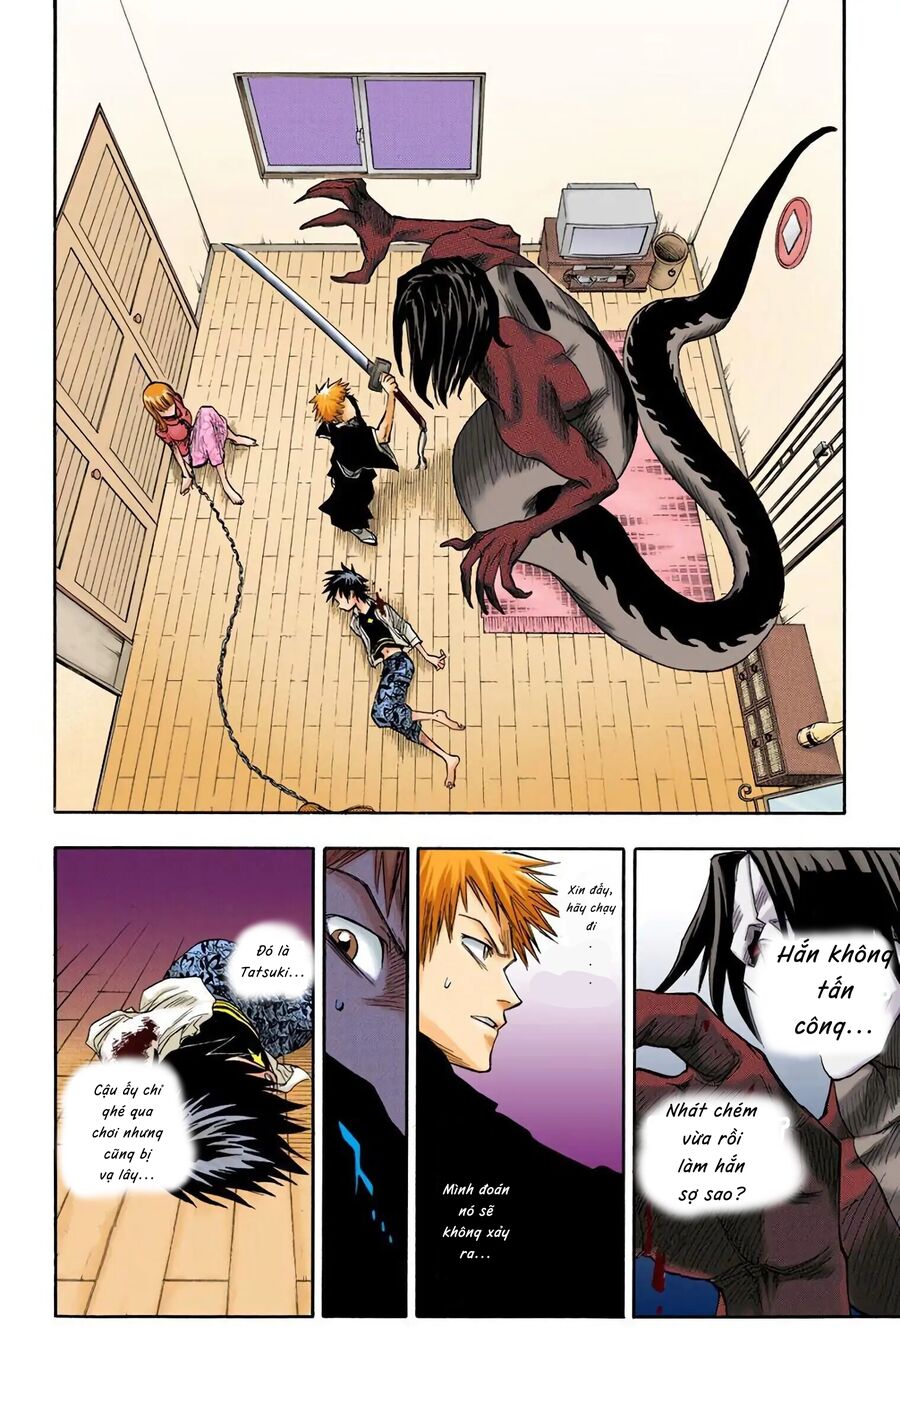 Hắn không
tấn
công...
Nhát chém
vừa rồi
làm hắn
sợ sao?
Xin đấy,
hãy chạy
đi
.
.
.
Mình đoán
nó sẽ
không xảy
ra...
Đó là
Tatsuki...
Cậu ấy chỉ
ghé qua
chơi nhưng
cũng bị
vạ lây...